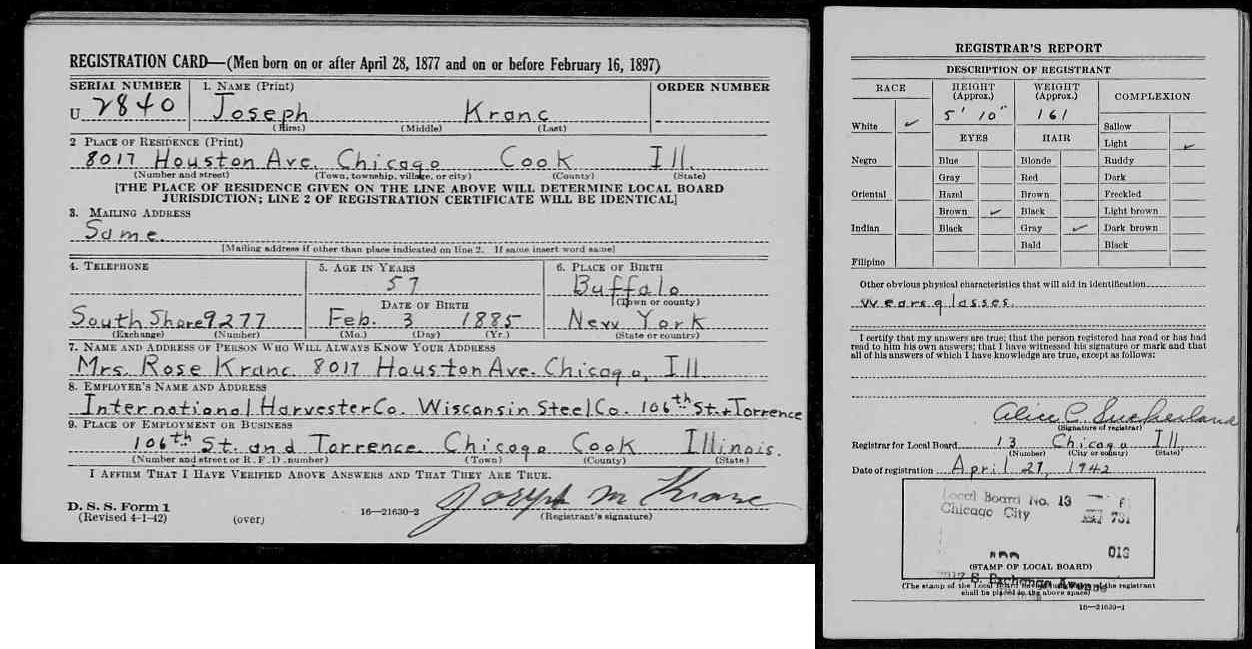 REGISTRATION CARD—(Men born on or after April 28, 1877 and on or before February 16, 1897)
SERIAL NUMBER 1. NAME (Print) ORDER NUMBER
U 2840 Joseph Kranc
(First) (Middle) (Last)
2 PLACE OF RESIDENCE (Print)
8017 Houston Ave. Chicago Cook Ill.
(Number and street) (Town, township, village, or city) (County) (State)
[THE PLACE OF RESIDENCE GIVEN ON THE LINE ABOVE WILL DETERMINE LOCAL BOARD
JURISDICTION; LINE 2 OF REGISTRATION CERTIFICATE WILL BE IDENTICAL]
3. MAILING ADDRESS
Same
[Mailing address if other than place indicated on line 2. If same insert word same]
4. TELEPHONE 5. AGE IN YEARS 6. PLACE OF BIRTH
57 Buffalo
DATE OF BIRTH (Town or county)
South Shore 9277 Feb. 3 1885 New York
(Exchange) (Number) (Mo.) (Day) (Yr.) (State or country)
7. NAME AND ADDRESS OF PERSON WHO WILL ALWAYS KNOW YOUR ADDRESS
Mrs. Rose Kranc 8017 Houston Ave. Chicago, Ill.
8. EMPLOYER'S NAME AND ADDRESS
International Harvester Co. Wisconsin Steel Co. 106th St. + Torrence
9. PLACE OF EMPLOYMENT OR BUSINESS
106th St. and Torrence Chicago Cook Illinois.
(Number and street or R. F. D. number) (Town) (County) (State)
I AFFIRM THAT I HAVE VERIFIED ABOVE ANSWERS AND THAT THEY ARE TRUE.
Joseph M Kranc
D. S. S. Form 1
(Revised 4-1-42) (over) 16—21630-2 (Registrant's signature)
REGISTRAR'S REPORT
DESCRIPTION OF REGISTRANT
RACE HEIGHT (Approx.) WEIGHT (Approx.) COMPLEXION
5' 10" 161
White ✓ Sallow
EYES HAIR Light ✓
Negro Blue Blonde Ruddy
Gray Red Dark
Oriental Hazel Brown Freckled
Brown ✓ Black Light brown
Indian Black Gray ✓ Dark brown
Bald Black
Filipino
Other obvious physical characteristics that will aid in identification
Wears glasses.
I certify that my answers are true; that the person registered has read or has had
read to him his own answers; that I have witnessed his signature or mark and that
all of his answers of which I have knowledge are true, except as follows:
Alice C. Sutherland
(Signature of registrar)
Registrar for Local Board 13 Chicago Ill
(Number) (City or county) (State)
Date of registration April 27, 1942
Local Board No. 13
Chicago City
013
(STAMP OF LOCAL BOARD)
S. Exchange Avenue
(The stamp of the Local Board of the registrant
shall be placed in the above space)
16—21630-1